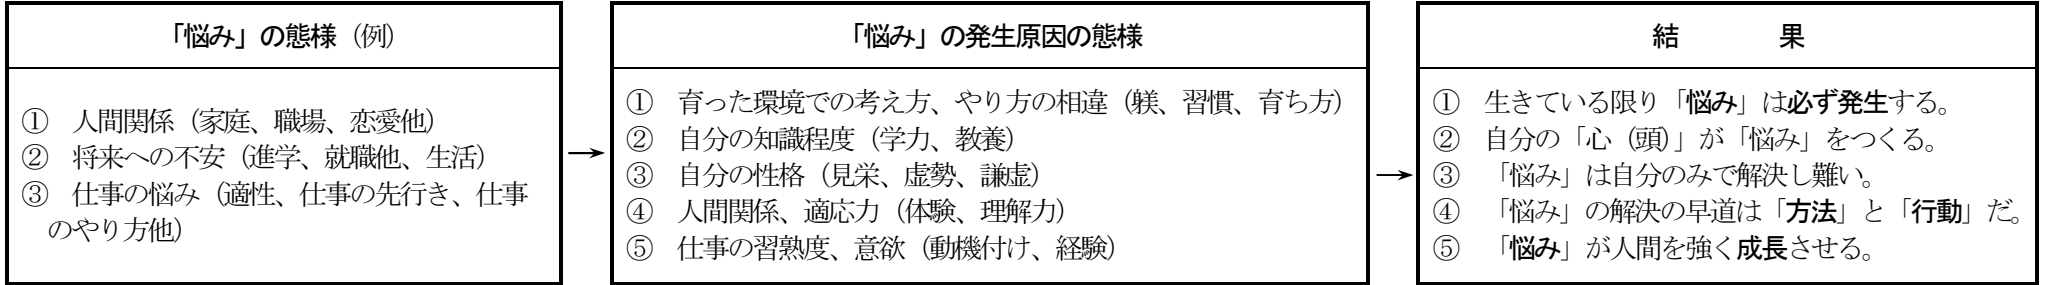 「悩み」の態様（例）
① 人間関係（家庭、職場、恋愛他）
② 将来への不安（進学、就職他、生活）
③ 仕事の悩み（適性、仕事の先行き、仕事
のやり方他）
「悩み」の発生原因の態様
① 育った環境での考え方、やり方の相違（躾、習慣、育ち方）
② 自分の知識程度（学力、教養）
③ 自分の性格（見栄、虚勢、謙虚）
④ 人間関係、適応力（体験、理解力）
⑤ 仕事の習熟度、意欲（動機付け、経験）
結 果
① 生きている限り「悩み」は必ず発生する。
② 自分の「心（頭）」が「悩み」をつくる。
③ 「悩み」は自分のみで解決し難い。
④ 「悩み」の解決の早道は「方法」と「行動」だ。
⑤ 「悩み」が人間を強く成長させる。